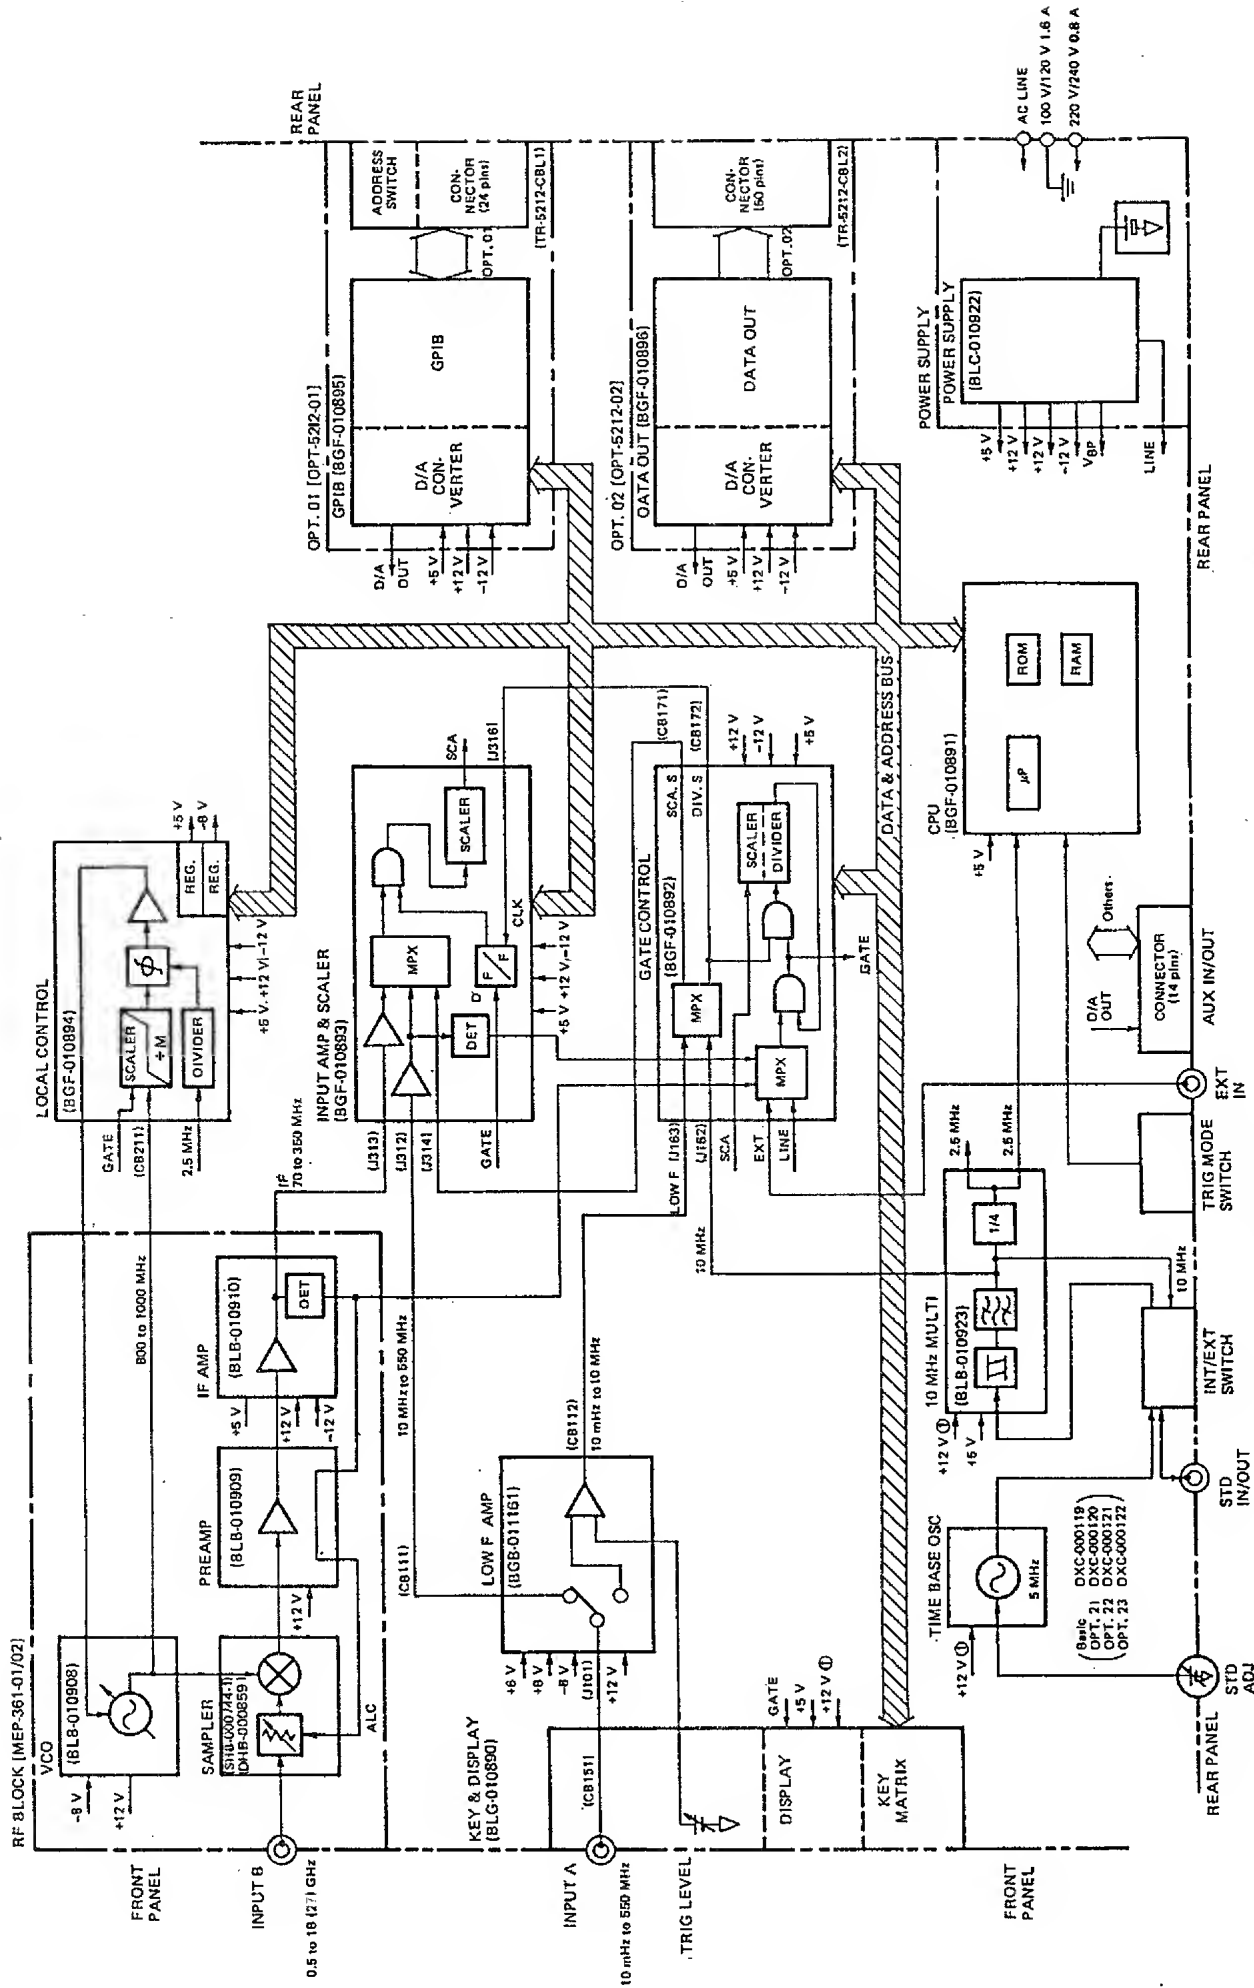 RF BLOCK [MEP-361-01/02]
VCO
(BLB-010908)
-8 V
+12 V
SAMPLER
ALC
FRONT
PANEL
INPUT B
PREAMP
(BLB-010909)
+12 V
IF AMP
(BLB-010910)
DET
+5 V
+12 V
-12 V
800 to 1000 MHz
IF
70 to 350 MHz
LOCAL CONTROL
(BGF-010894)
SCALER
÷M
DIVIDER
Φ
REG.
REG.
+5 V
-8 V
GATE
(CB211)
2.5 MHz
+5 V, +12 V, -12 V
INPUT AMP & SCALER
(BGF-010893)
MPX
DET
D
F/F
CLK
SCALER
SCA
(J313)
(J312)
(J314)
(J316)
GATE
+5 V +12 V, -12 V
(CB171)
(CB172)
GATE CONTROL
(BGF-010892)
SCA. S
DIV. S
MPX
MPX
SCALER
DIVIDER
+12 V
-12 V
+5 V
LOW F
(J163)
(J162)
SCA
EXT
LINE
GATE
10 MHz
10 MHz to 550 MHz
(CB111)
LOW F AMP
(BGB-011161)
(CB112)
10 mHz to 10 MHz
+8 V
-8 V
(J101)
+12 V
KEY & DISPLAY
(BLG-010890)
INPUT A
10 mHz to 550 MHz
(CB151)
TRIG LEVEL
DISPLAY
KEY
MATRIX
GATE
+5 V
+12 V ①
FRONT
PANEL
DATA & ADDRESS BUS
OPT. 01 [OPT-5212-01]
GPIB (BGF-010895)
D/A
CON-
VERTER
GPIB
D/A
OUT
+5 V
+12 V
-12 V
OPT. 01
ADDRESS
SWITCH
CON-
NECTOR
(24 pins)
(TR-5212-CBL1)
REAR
PANEL
OPT. 02 [OPT-5212-02]
DATA OUT (BGF-010896)
D/A
CON-
VERTER
DATA OUT
D/A
OUT
+5 V
+12 V
-12 V
OPT. 02
CON-
NECTOR
(50 pins)
(TR-5212-CBL2)
CPU
(BGF-010891)
+5 V
μP
ROM
RAM
POWER SUPPLY
POWER SUPPLY
(BLC-010922)
+5 V
+12 V
+12 V
-12 V
VBP
LINE
AC LINE
100 V/120 V 1.6 A
220 V/240 V 0.8 A
REAR PANEL
TIME BASE OSC
5 MHz
+12 V ①
Basic DXC-000119
OPT. 21 DXC-000120
OPT. 22 DXC-000121
OPT. 23 DXC-000122
10 MHz MULTI
(BLB-010923)
+12 V ①
+5 V
1/4
2.5 MHz
2.5 MHz
10 MHz
D/A
OUT
Others
CONNECTOR
(14 pins)
REAR PANEL
STD
ADJ
STD
IN/OUT
INT/EXT
SWITCH
TRIG MODE
SWITCH
EXT
IN
AUX IN/OUT